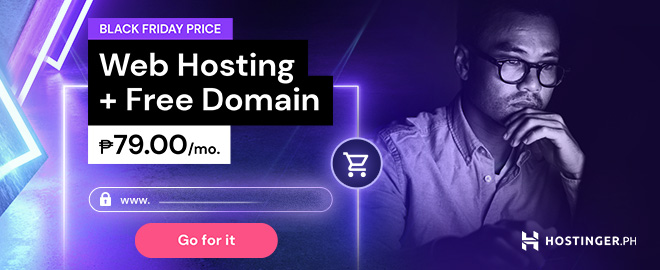 BLACK FRIDAY PRICE
Web Hosting
+ Free Domain
₱79.00/mo.
www.
Go for it
HOSTINGER.PH